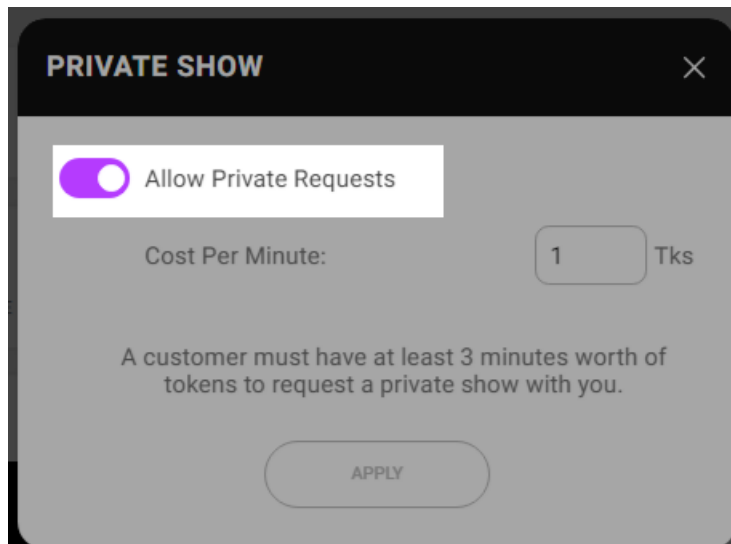 PRIVATE SHOW
Allow Private Requests
Cost Per Minute: 1 Tks
A customer must have at least 3 minutes worth of
tokens to request a private show with you.
APPLY